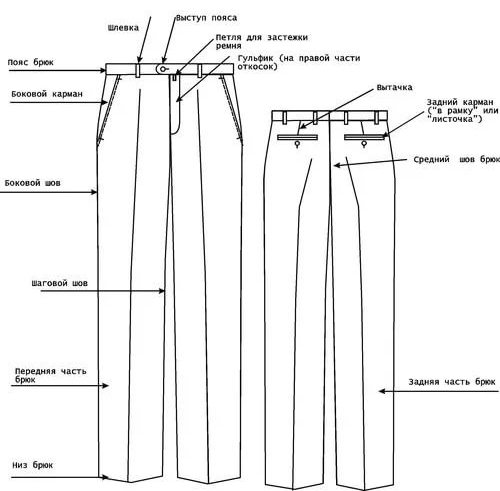 Шлевка
Выступ пояса
Петля для застежки
ремня
Гульфик (на правой части
откосок)
Пояс брюк
Боковой карман
Вытачка
Задний карман
("в рамку" или
"листочка")
Средний шов брюк
Боковой шов
Шаговой шов
Передняя часть
брюк
Задняя часть брюк
Низ брюк